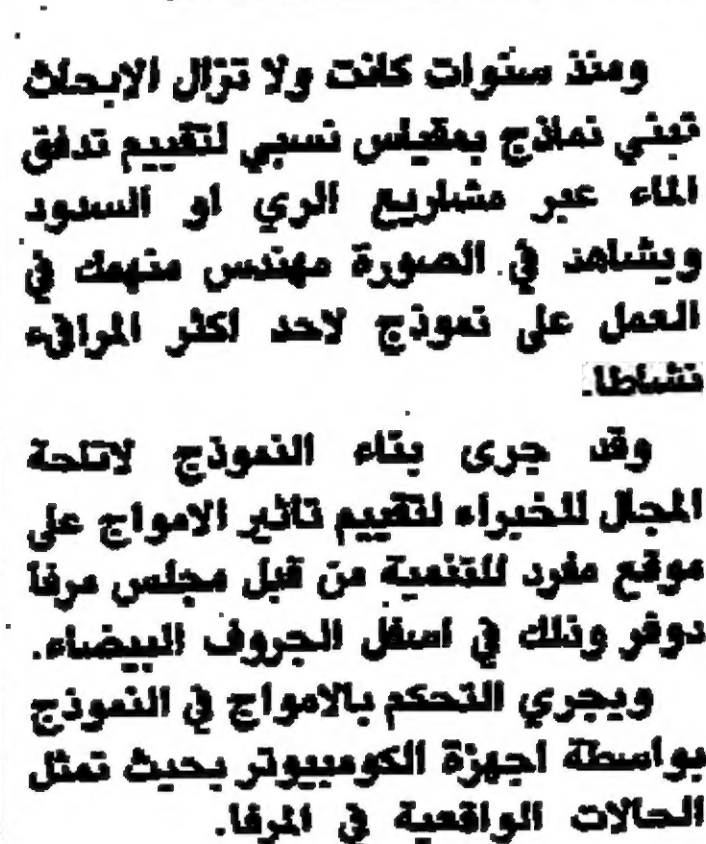 ومنذ سنوات كانت ولا تزال الابحاث
تبني نماذج بمقياس نسبي لتقييم تدفق
الماء عبر مشاريع الري او السدود
ويشاهد في الصورة مهندس منهمك في
العمل على نموذج لاحد اكثر المرافىء
نشاطا.
وقد جرى بناء النموذج لاتاحة
المجال للخبراء لتقييم تاثير الامواج على
موقع مفرد للتنمية من قبل مجلس مرفا
دوفر وذلك في اسفل الجروف البيضاء.
ويجري التحكم بالامواج في النموذج
بواسطة اجهزة الكومبيوتر بحيث تمثل
الحالات الواقعية في المرفا.